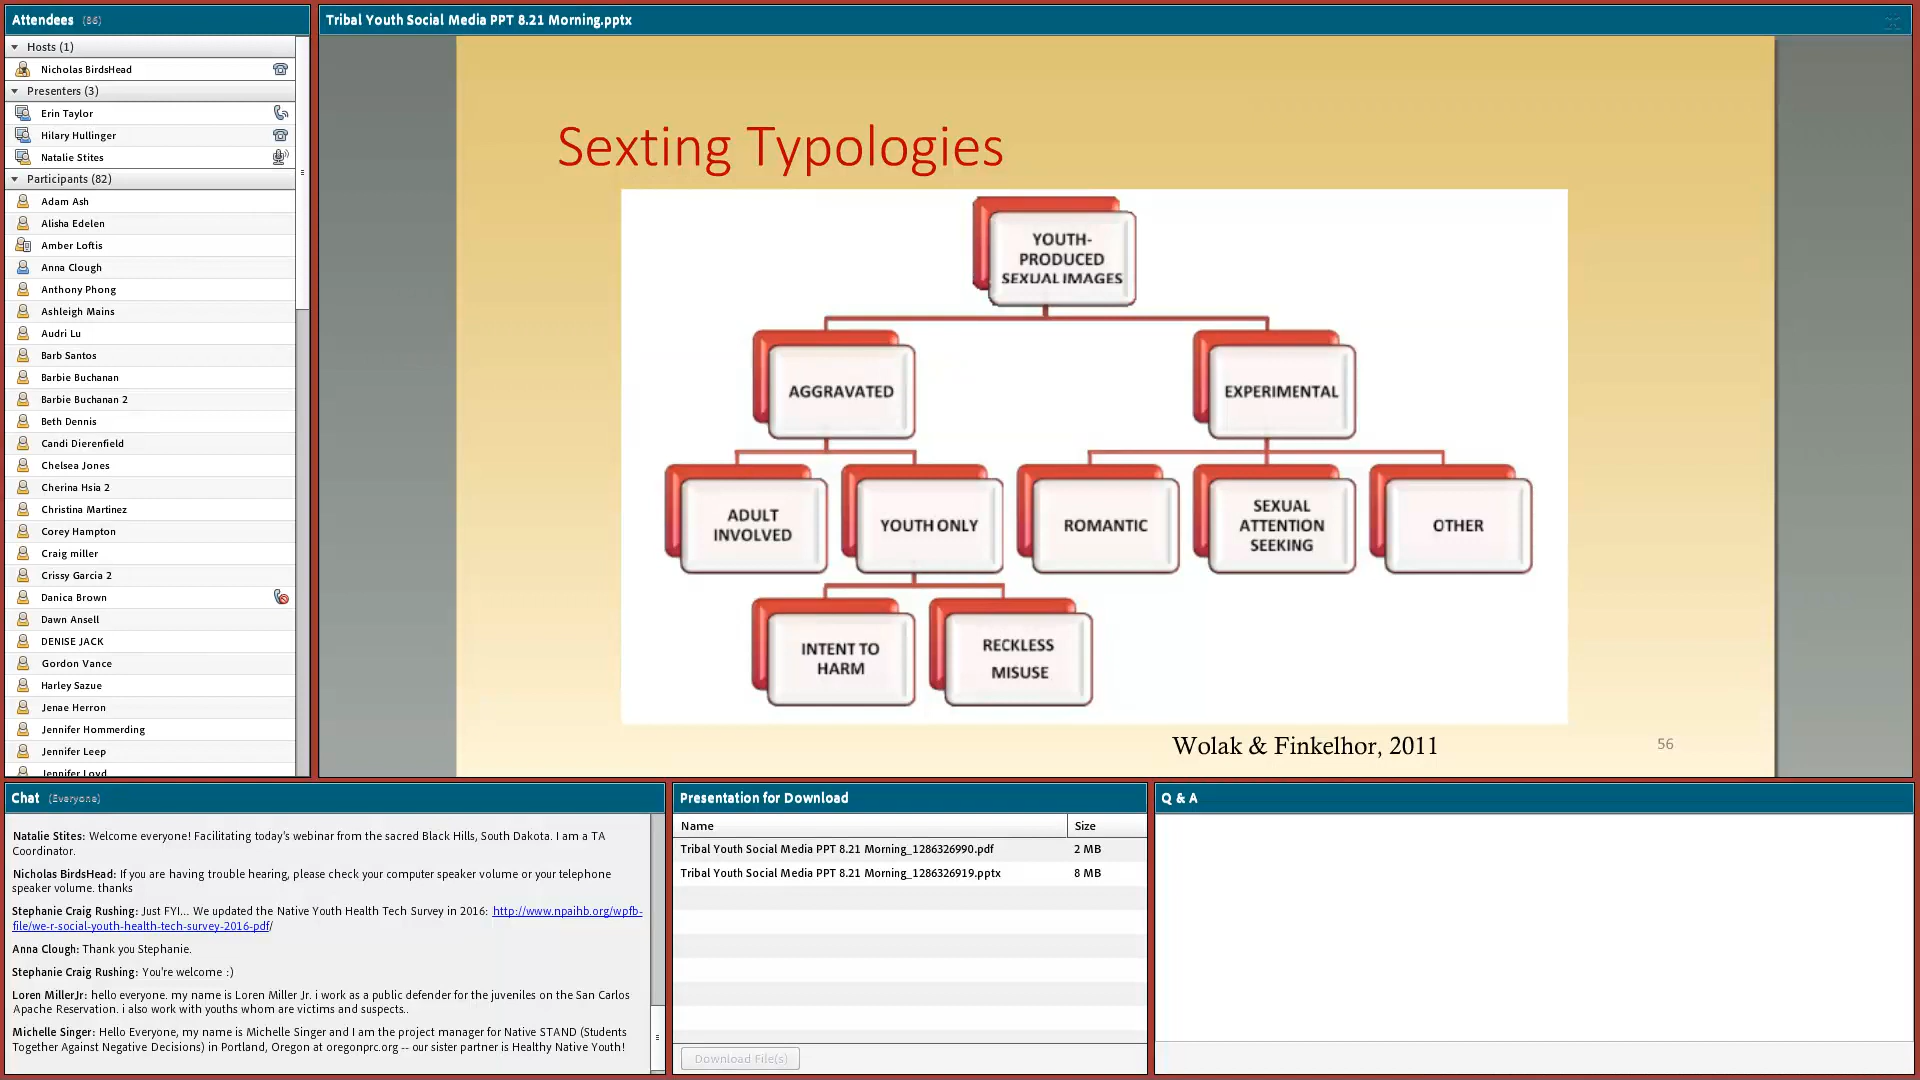 Attendees (86)
Hosts (1)
Nicholas BirdsHead
Presenters (3)
Erin Taylor
Hilary Hullinger
Natalie Stites
Participants (82)
Adam Ash
Alisha Edelen
Amber Loftis
Anna Clough
Anthony Phong
Ashleigh Mains
Audri Lu
Barb Santos
Barbie Buchanan
Barbie Buchanan 2
Beth Dennis
Candi Dierenfield
Chelsea Jones
Cherina Hsia 2
Christina Martinez
Corey Hampton
Craig miller
Crissy Garcia 2
Danica Brown
Dawn Ansell
DENISE JACK
Gordon Vance
Harley Sazue
Jenae Herron
Jennifer Hommerding
Jennifer Leep
Jennifer Loyd
Tribal Youth Social Media PPT 8.21 Morning.pptx
Sexting Typologies
YOUTH-
PRODUCED
SEXUAL IMAGES
AGGRAVATED
EXPERIMENTAL
ADULT
INVOLVED
YOUTH ONLY
ROMANTIC
SEXUAL
ATTENTION
SEEKING
OTHER
INTENT TO
HARM
RECKLESS
MISUSE
Wolak & Finkelhor, 2011
56
Chat (Everyone)
Natalie Stites: Welcome everyone! Facilitating today's webinar from the sacred Black Hills, South Dakota. I am a TA
Coordinator.
Nicholas BirdsHead: If you are having trouble hearing, please check your computer speaker volume or your telephone
speaker volume. thanks
Stephanie Craig Rushing: Just FYI... We updated the Native Youth Health Tech Survey in 2016: http://www.npaihb.org/wpfb-
file/we-r-social-youth-health-tech-survey-2016-pdf/
Anna Clough: Thank you Stephanie.
Stephanie Craig Rushing: You're welcome :)
Loren MillerJr: hello everyone. my name is Loren Miller Jr. i work as a public defender for the juveniles on the San Carlos
Apache Reservation. i also work with youths whom are victims and suspects..
Michelle Singer: Hello Everyone, my name is Michelle Singer and I am the project manager for Native STAND (Students
Together Against Negative Decisions) in Portland, Oregon at oregonprc.org -- our sister partner is Healthy Native Youth!
Presentation for Download
Name Size
Tribal Youth Social Media PPT 8.21 Morning_1286326990.pdf 2 MB
Tribal Youth Social Media PPT 8.21 Morning_1286326919.pptx 8 MB
Download File(s)
Q & A